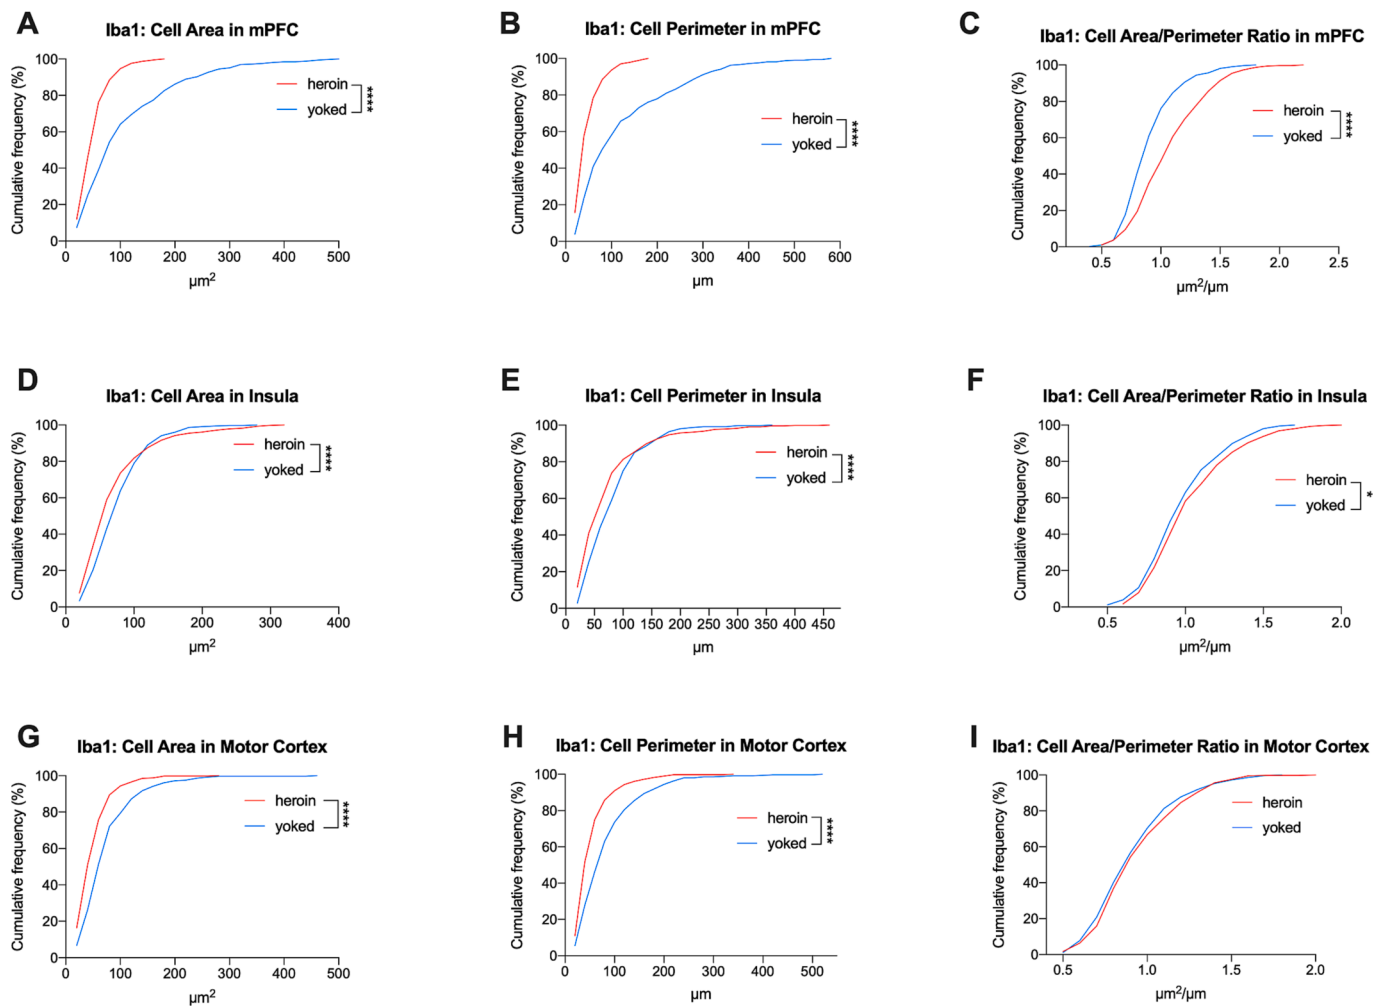 A
Iba1: Cell Area in mPFC
Cumulative frequency (%)
100
80
60
40
20
0
0 100 200 300 400 500
µm²
heroin
yoked
****
B
Iba1: Cell Perimeter in mPFC
Cumulative frequency (%)
100
80
60
40
20
0
0 100 200 300 400 500 600
µm
heroin
yoked
****
C
Iba1: Cell Area/Perimeter Ratio in mPFC
Cumulative frequency (%)
100
80
60
40
20
0
0.5 1.0 1.5 2.0 2.5
µm²/µm
heroin
yoked
****
D
Iba1: Cell Area in Insula
Cumulative frequency (%)
100
80
60
40
20
0
0 100 200 300 400
µm²
heroin
yoked
****
E
Iba1: Cell Perimeter in Insula
Cumulative frequency (%)
100
80
60
40
20
0
0 50 100 150 200 250 300 350 400 450
µm
heroin
yoked
****
F
Iba1: Cell Area/Perimeter Ratio in Insula
Cumulative frequency (%)
100
80
60
40
20
0
0.5 1.0 1.5 2.0
µm²/µm
heroin
yoked
*
G
Iba1: Cell Area in Motor Cortex
Cumulative frequency (%)
100
80
60
40
20
0
0 100 200 300 400 500
µm²
heroin
yoked
****
H
Iba1: Cell Perimeter in Motor Cortex
Cumulative frequency (%)
100
80
60
40
20
0
0 100 200 300 400 500
µm
heroin
yoked
****
I
Iba1: Cell Area/Perimeter Ratio in Motor Cortex
Cumulative frequency (%)
100
80
60
40
20
0
0.5 1.0 1.5 2.0
µm²/µm
heroin
yoked